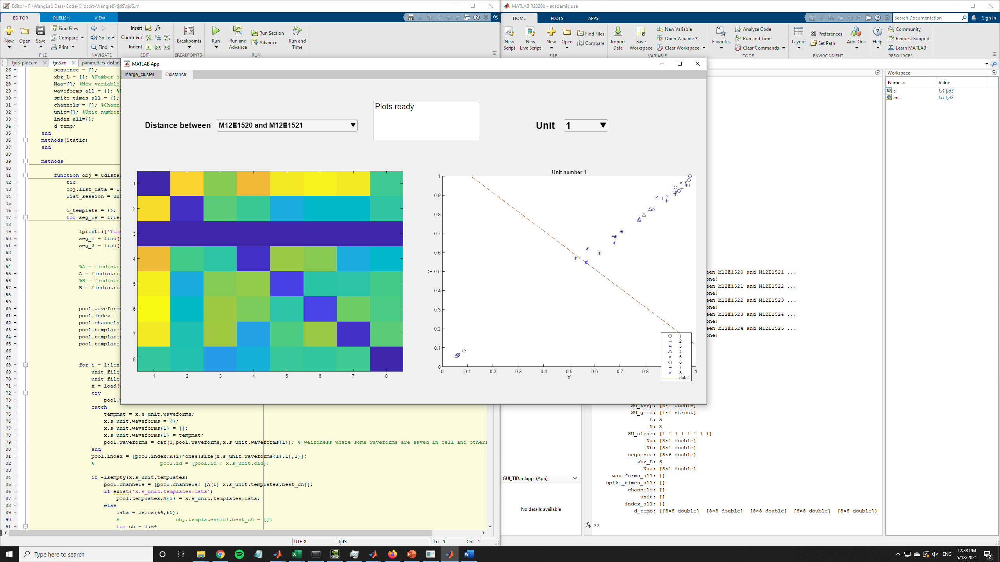 Editor - F:\WangLab Data\Code\Kilosort-Wanglab\tjdS\tjdS.m
EDITOR PUBLISH VIEW
New Open Save Find Files Compare Print
Go To Find
Insert fx
Comment
Indent
Breakpoints Run Run and Advance Run Section Advance Run and Time
FILE NAVIGATE EDIT BREAKPOINTS RUN
tjdS_plots.m tjdS.m parameters_distan
26 sequence = [];
27 xbz_L = []; %Number o
28 Naa=[]; %New variable
29 waveforms_all = {}; %
30 spike_times_all = {};
31 channels = []; %Chann
32 unit=[]; %Unit number
33 index_all={};
34 d_temp;
35 end
36 methods(Static)
37 end
38
39 methods
40
41 function obj = Cdistan
42 tic
43 obj.list_data = lo
44 list_session = uni
45
46 d_template = {};
47 for seg_ls = 1:len
48
49 fprintf(['Time
50 seg_1 = find(s
51 seg_2 = find(s
52
53
54 %A = find(strc
55 A = find(strcm
56 %B = find(strc
57 B = find(strcm
58
59
60 pool.waveforms
61 pool.index =
62 pool.channels
63 pool.templates
64 pool.templates
65 pool.templates
66
67
68 for i = 1:leng
69 unit_file_
70 unit_file_
71 x = load(u
72 try
73 pool.w
74 catch
75 tempmat = x.s_unit.waveforms;
76 x.s_unit.waveforms = {};
77 x.s_unit.waveforms{1} = [];
78 x.s_unit.waveforms{1} = tempmat;
79 pool.waveforms = cat(3,pool.waveforms,x.s_unit.waveforms{1}); % weirdness where some waveforms are saved in cell and others
80 end
81 pool.index = [pool.index;A(i)*ones(size(x.s_unit.waveforms{1},1),1)];
82 % pool.id = [pool.id ; x.s_unit.cid];
83
84 if ~isempty(x.s_unit.templates)
85 pool.channels = [pool.channels; [A(i) x.s_unit.templates.best_ch]];
86 if exist('x.s_unit.templates.data')
87 pool.templates.A{i} = x.s_unit.templates.data;
88 else
89 data = zeros(64,60);
90 % obj.templates{id}.best_ch = [];
91 for ch = 1:64
UTF-8 tjdS Ln 1 Col 1
MATLAB App
merge_cluster Cdistance
Distance between M12E1520 and M12E1521
Plots ready
Unit 1
1
2
3
4
5
6
7
8
1 2 3 4 5 6 7 8
Unit number 1
1
0.9
0.8
0.7
0.6
0.5
0.4
0.3
0.2
0.1
0
Y
0 0.1 0.2 0.3 0.4 0.5 0.6 0.7 0.8 1
X
1
2
3
4
5
6
7
8
data1
MATLAB R2020b - academic use
HOME PLOTS APPS
Search Documentation Sign In
New Script New Live Script New Open Find Files Compare
Import Data Save Workspace New Variable Open Variable Clear Workspace
Favorites Analyze Code Run and Time Clear Commands
Layout Preferences Set Path Add-Ons
Help Community Request Support Learn MATLAB
FILE VARIABLE CODE ENVIRONMENT RESOURCES
Workspace
Name Value
a 1x1 tjdS
ans 1x1 tjdS
een M12E1520 and M12E1521 ...
one!
een M12E1521 and M12E1522 ...
one!
een M12E1522 and M12E1523 ...
one!
een M12E1523 and M12E1524 ...
one!
een M12E1524 and M12E1525 ...
one!
SU_keep: [8×1 double]
SU_good: [1×1 struct]
L: 5
N: 8
SU_clear: [1 1 1 1 1 1 1 1]
Na: [8×1 double]
Nb: [8×1 double]
sequence: [8×6 double]
xbz_L: 6
Naa: [8×1 double]
waveforms_all: {}
spike_times_all: {}
channels: []
unit: []
index_all: {}
d_temp: {[8×8 double] [8×8 double] [8×8 double] [8×8 double] [8×8 double]}
fx >>
GUI_TJD.mlapp (App)
No details available
Type here to search
ENG
12:38 PM
5/18/2021
2